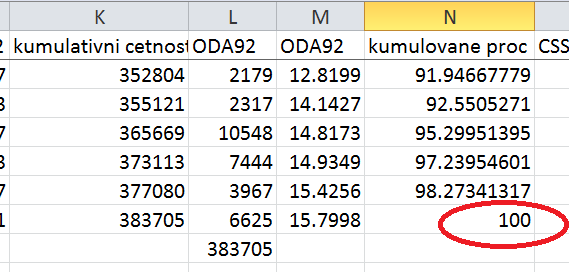 K L M N
2 kumulativni cetnost ODA92 ODA92 kumulovane proc CSS
7 352804 2179 12.8199 91.94667779
3 355121 2317 14.1427 92.5505271
7 365669 10548 14.8173 95.29951395
3 373113 7444 14.9349 97.23954601
7 377080 3967 15.4256 98.27341317
1 383705 6625 15.7998 100
383705